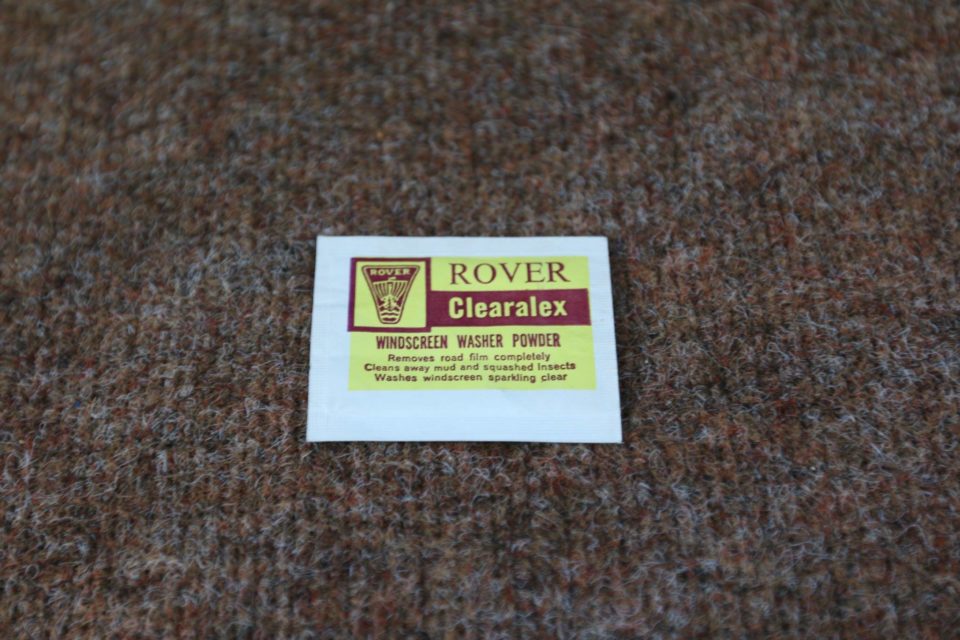 ROVER
ROVER
Clearalex
WINDSCREEN WASHER POWDER
Removes road film completely
Cleans away mud and squashed Insects
Washes windscreen sparkling clear